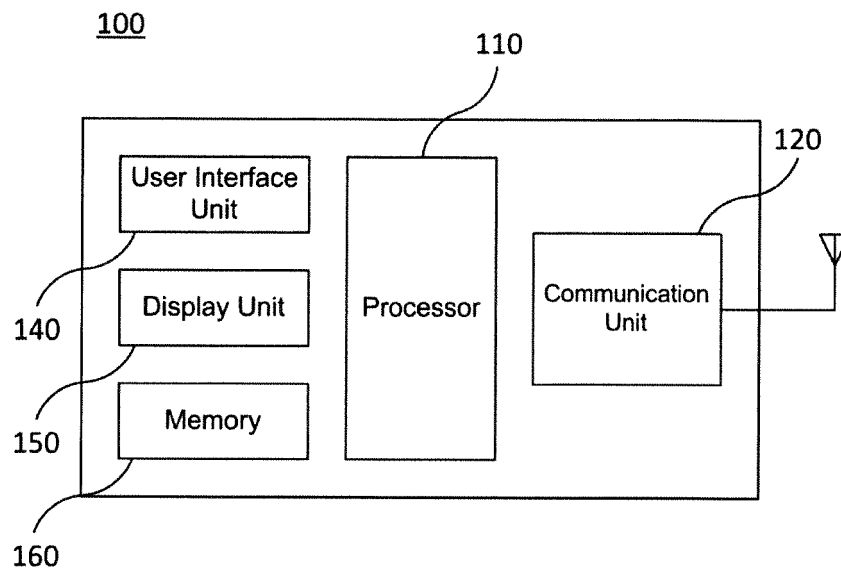 100
110
120
User Interface
Unit
140
Display Unit
150
Memory
160
Processor
Communication
Unit